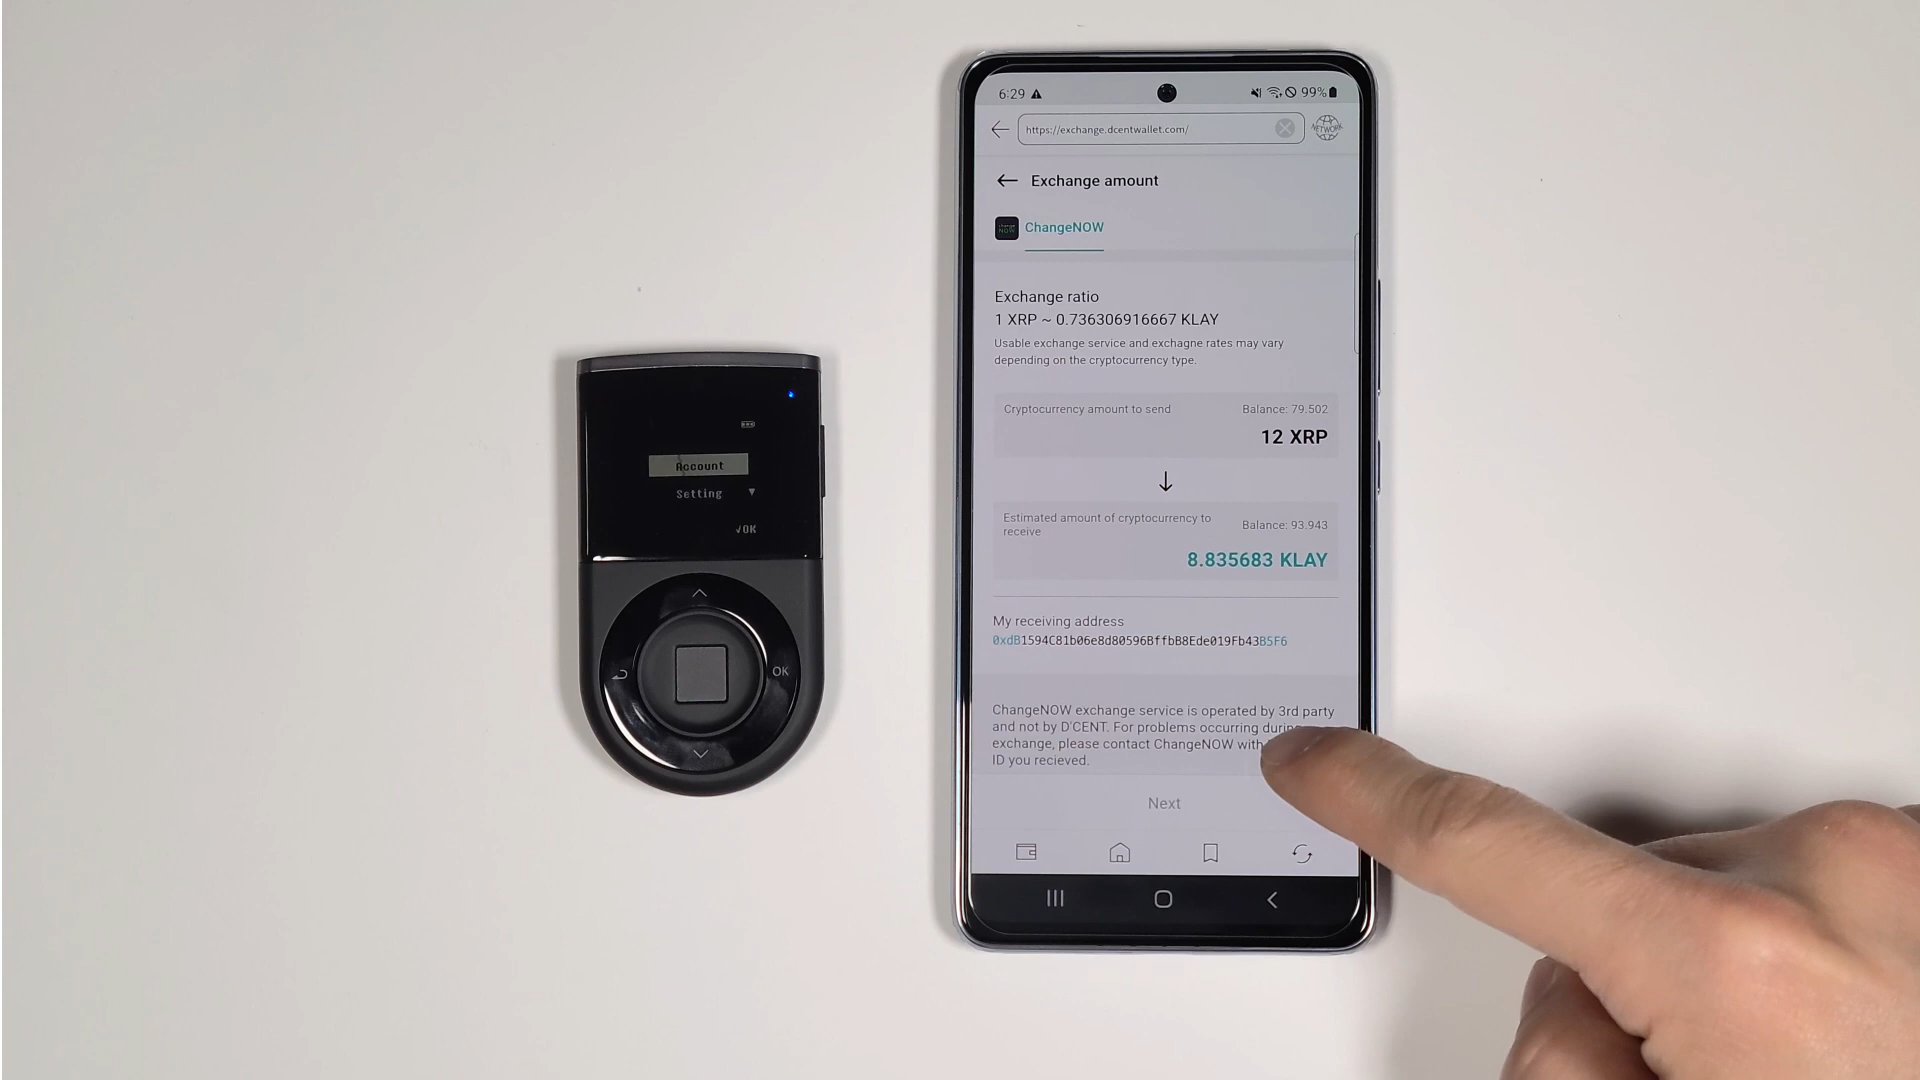 6:29
99%
https://exchange.dcentwallet.com/
NETWORK
Exchange amount
ChangeNOW
Exchange ratio
1 XRP ~ 0.736306916667 KLAY
Usable exchange service and exchagne rates may vary
depending on the cryptocurrency type.
Cryptocurrency amount to send
Balance: 79.502
12 XRP
Estimated amount of cryptocurrency to
receive
Balance: 93.943
8.835683 KLAY
My receiving address
0xdB1594C81b06e8d80596BffbB8Ede019Fb43B5F6
ChangeNOW exchange service is operated by 3rd party
and not by D'CENT. For problems occurring during
exchange, please contact ChangeNOW with
ID you recieved.
Next
Account
Setting
√OK
OK